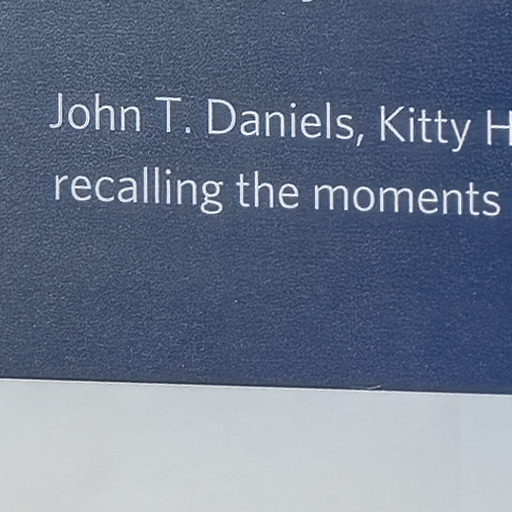 John T. Daniels, Kitty H
recalling the moments